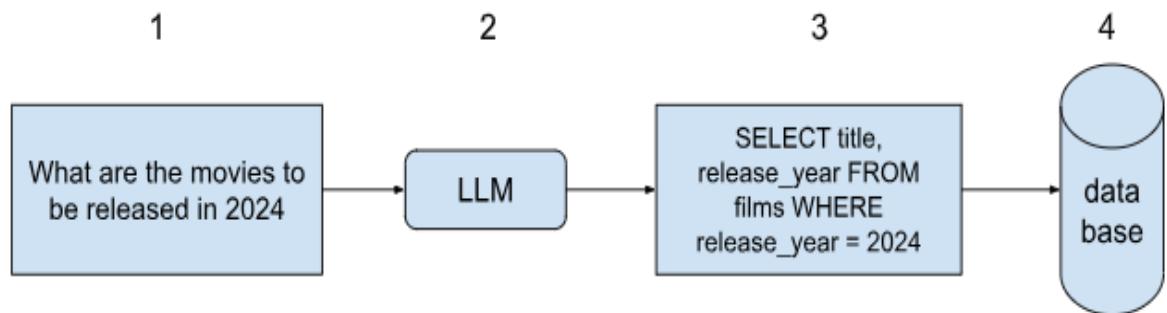 1
2
3
4
What are the movies to
be released in 2024
LLM
SELECT title,
release_year FROM
films WHERE
release_year = 2024
data
base